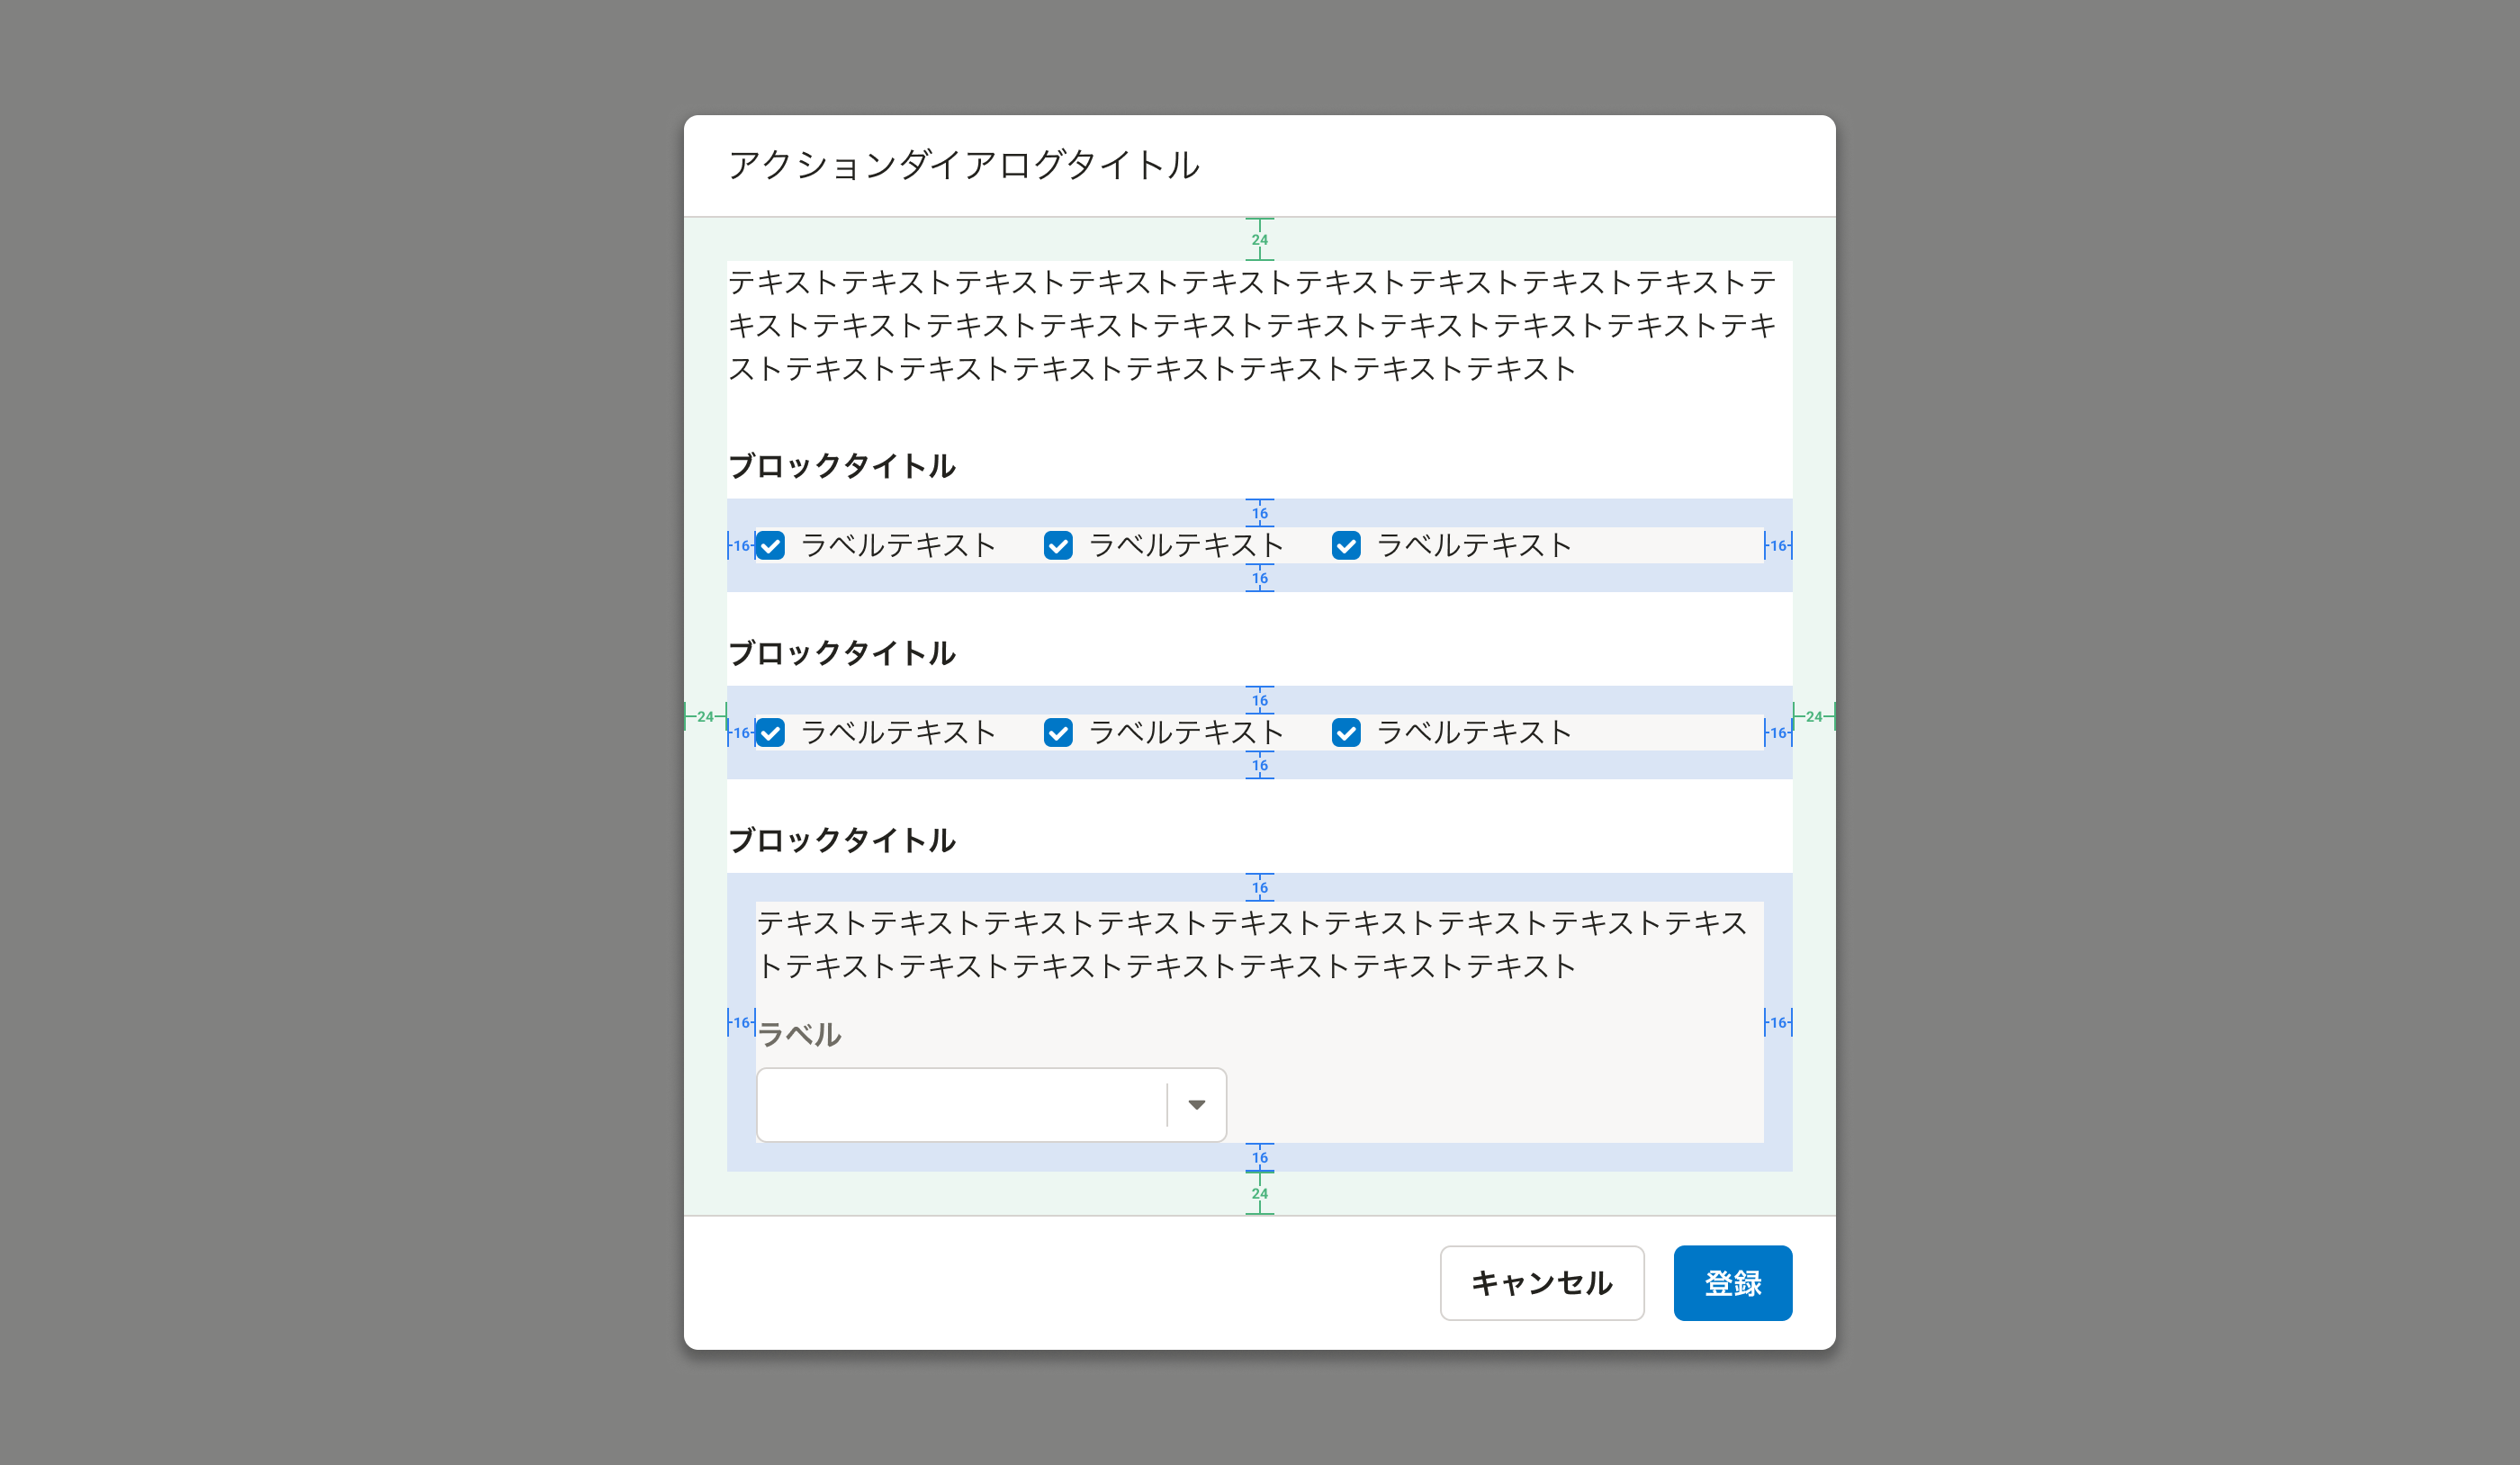 アクションダイアログタイトル
24
テキストテキストテキストテキストテキストテキストテキストテキストテキストテ
キストテキストテキストテキストテキストテキストテキストテキストテキストテキ
ストテキストテキストテキストテキストテキストテキストテキスト
ブロックタイトル
16
16 ラベルテキスト ラベルテキスト ラベルテキスト 16
16
ブロックタイトル
16
24 24
16 ラベルテキスト ラベルテキスト ラベルテキスト 16
16
ブロックタイトル
16
テキストテキストテキストテキストテキストテキストテキストテキストテキス
トテキストテキストテキストテキストテキストテキストテキスト
16 ラベル 16
16
24
キャンセル 登録